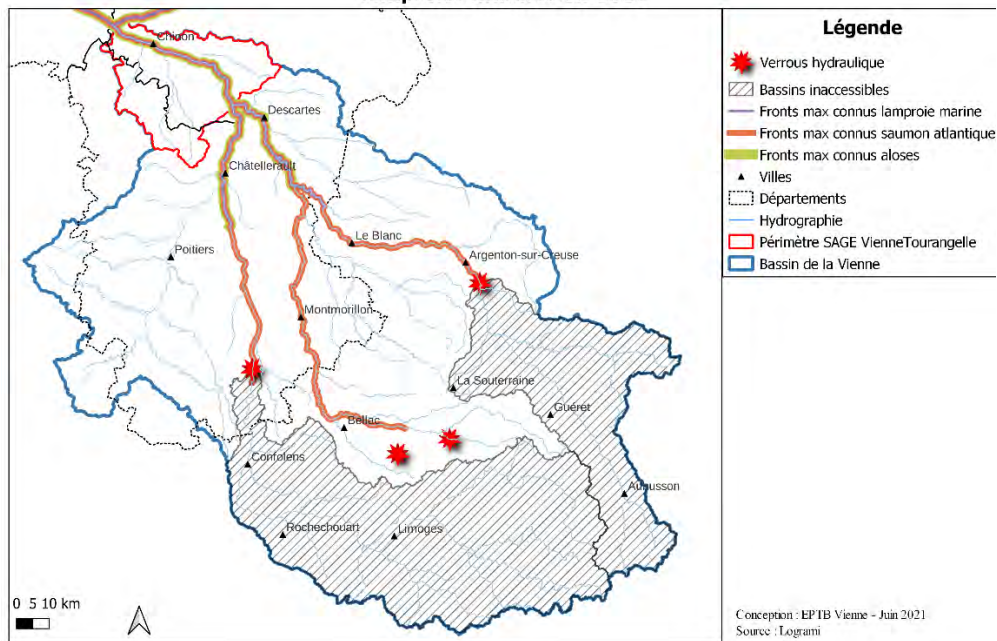 Chinon
Descartes
Châtellerault
Le Blanc
Poitiers
Argenton-sur-Creuse
Montmorillon
La Souterraine
Guéret
Bellac
Confolens
Aubusson
Rochechouart
Limoges
0 5 10 km
Légende
Verrous hydraulique
Bassins inaccessibles
Fronts max connus lamproie marine
Fronts max connus saumon atlantique
Fronts max connus aloses
Villes
Départements
Hydrographie
Périmètre SAGE VienneTourangelle
Bassin de la Vienne
Conception : EPTB Vienne - Juin 2021
Source : Logrami